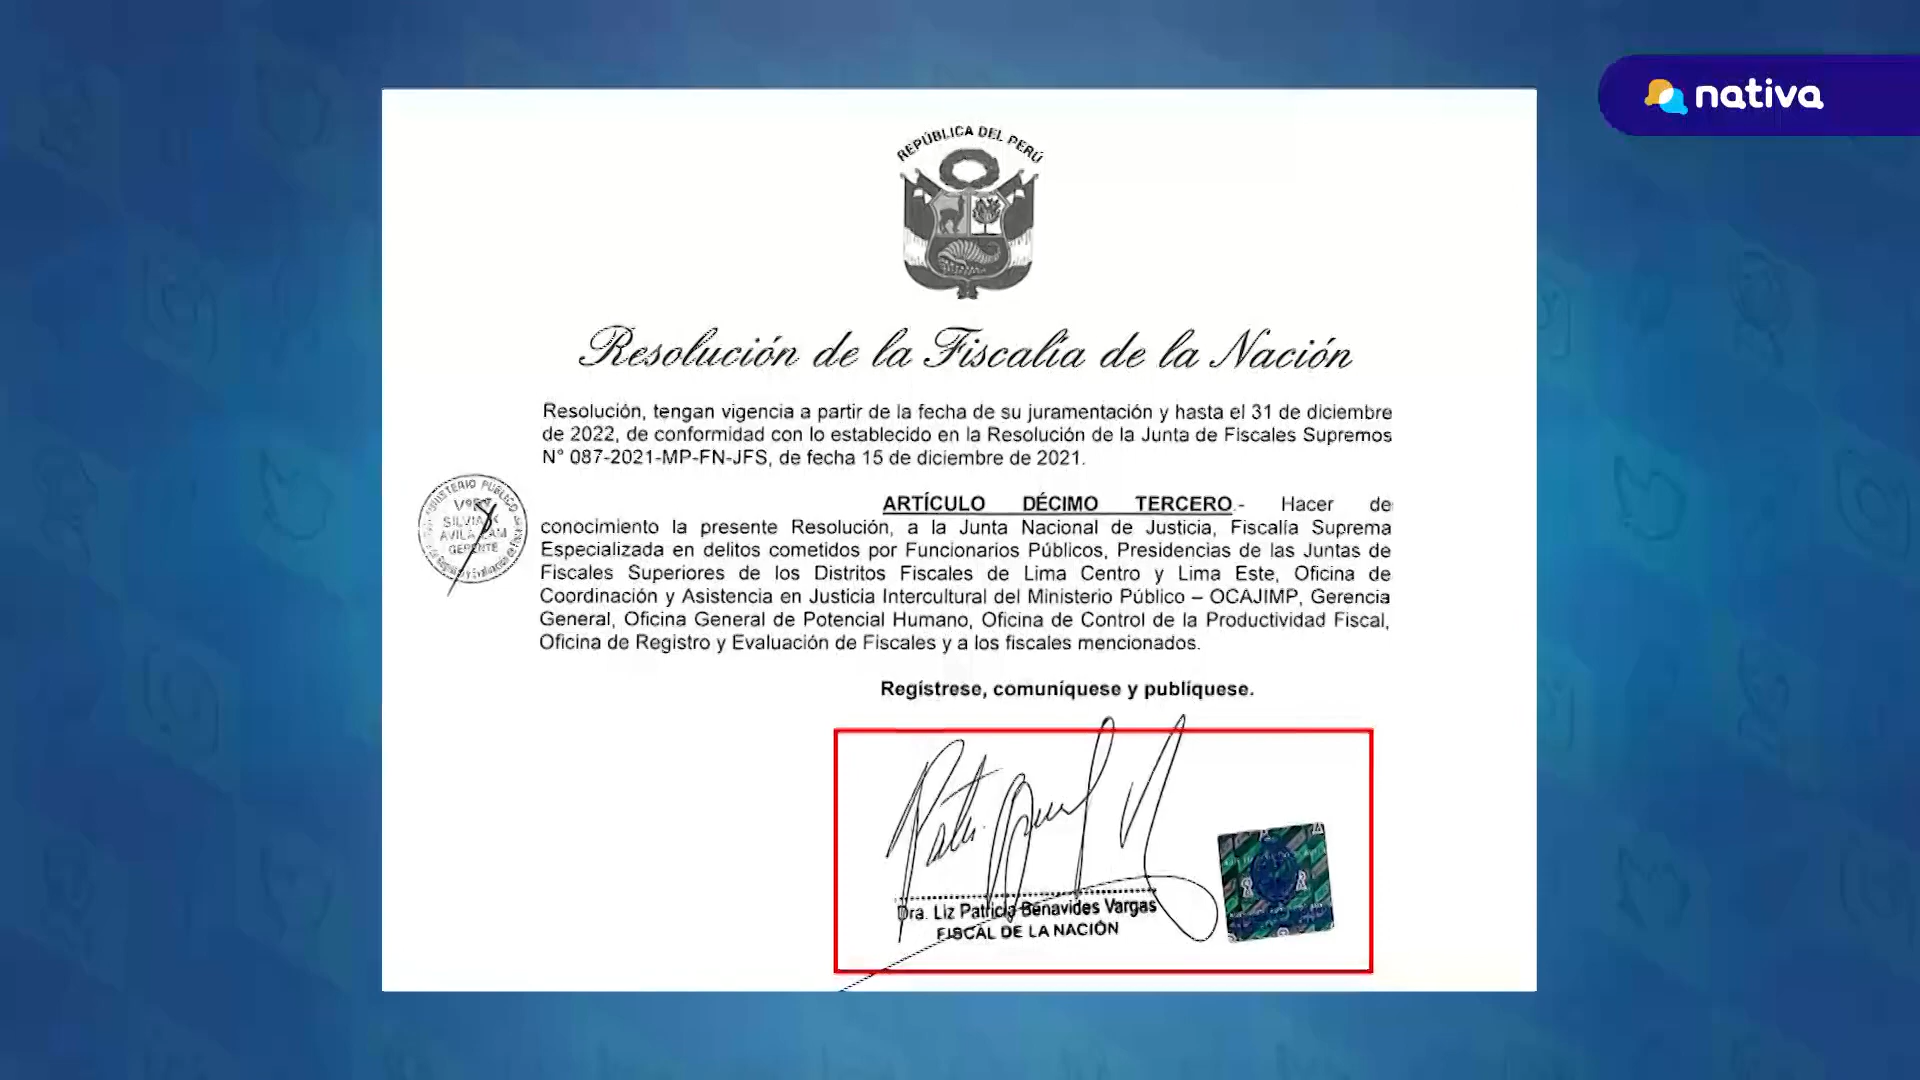 nativa
REPÚBLICA DEL PERÚ
Resolución de la Fiscalía de la Nación
Resolución, tengan vigencia a partir de la fecha de su juramentación y hasta el 31 de diciembre
de 2022, de conformidad con lo establecido en la Resolución de la Junta de Fiscales Supremos
N° 087-2021-MP-FN-JFS, de fecha 15 de diciembre de 2021.
MINISTERIO PÚBLICO
V°B°
SILVIA K
AVILA LAM
GERENTE
ARTÍCULO DÉCIMO TERCERO.- Hacer de
conocimiento la presente Resolución, a la Junta Nacional de Justicia, Fiscalía Suprema
Especializada en delitos cometidos por Funcionarios Públicos, Presidencias de las Juntas de
Fiscales Superiores de los Distritos Fiscales de Lima Centro y Lima Este, Oficina de
Coordinación y Asistencia en Justicia Intercultural del Ministerio Público – OCAJIMP, Gerencia
General, Oficina General de Potencial Humano, Oficina de Control de la Productividad Fiscal,
Oficina de Registro y Evaluación de Fiscales y a los fiscales mencionados.
Regístrese, comuníquese y publíquese.
Dra. Liz Patricia Benavides Vargas
FISCAL DE LA NACIÓN